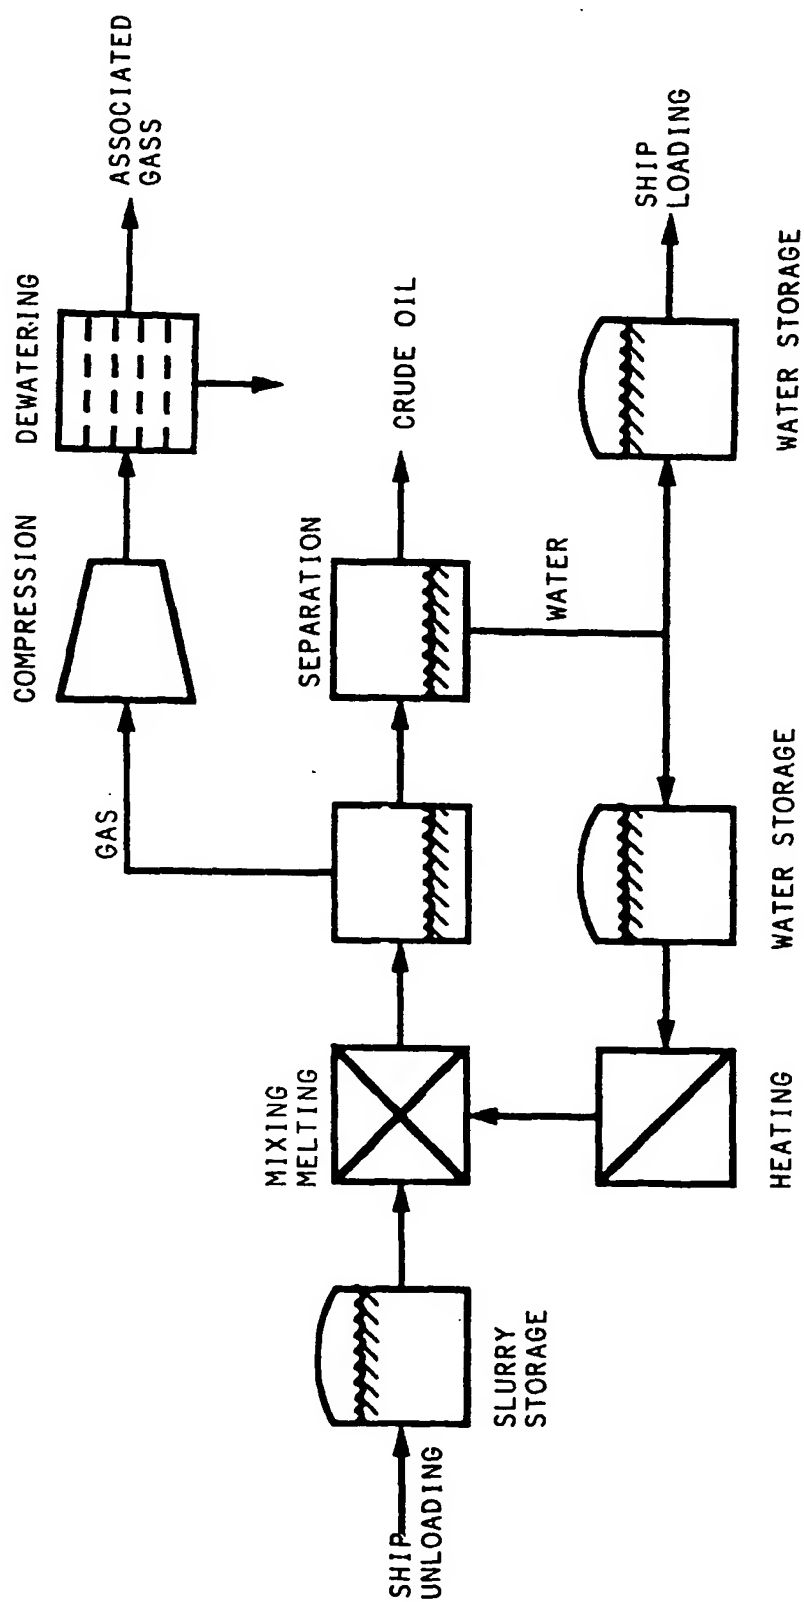 COMPRESSION
DEWATERING
ASSOCIATED
GASS
GAS
MIXING
MELTING
SEPARATION
CRUDE OIL
SHIP
UNLOADING
SLURRY
STORAGE
WATER
SHIP
LOADING
HEATING
WATER STORAGE
WATER STORAGE